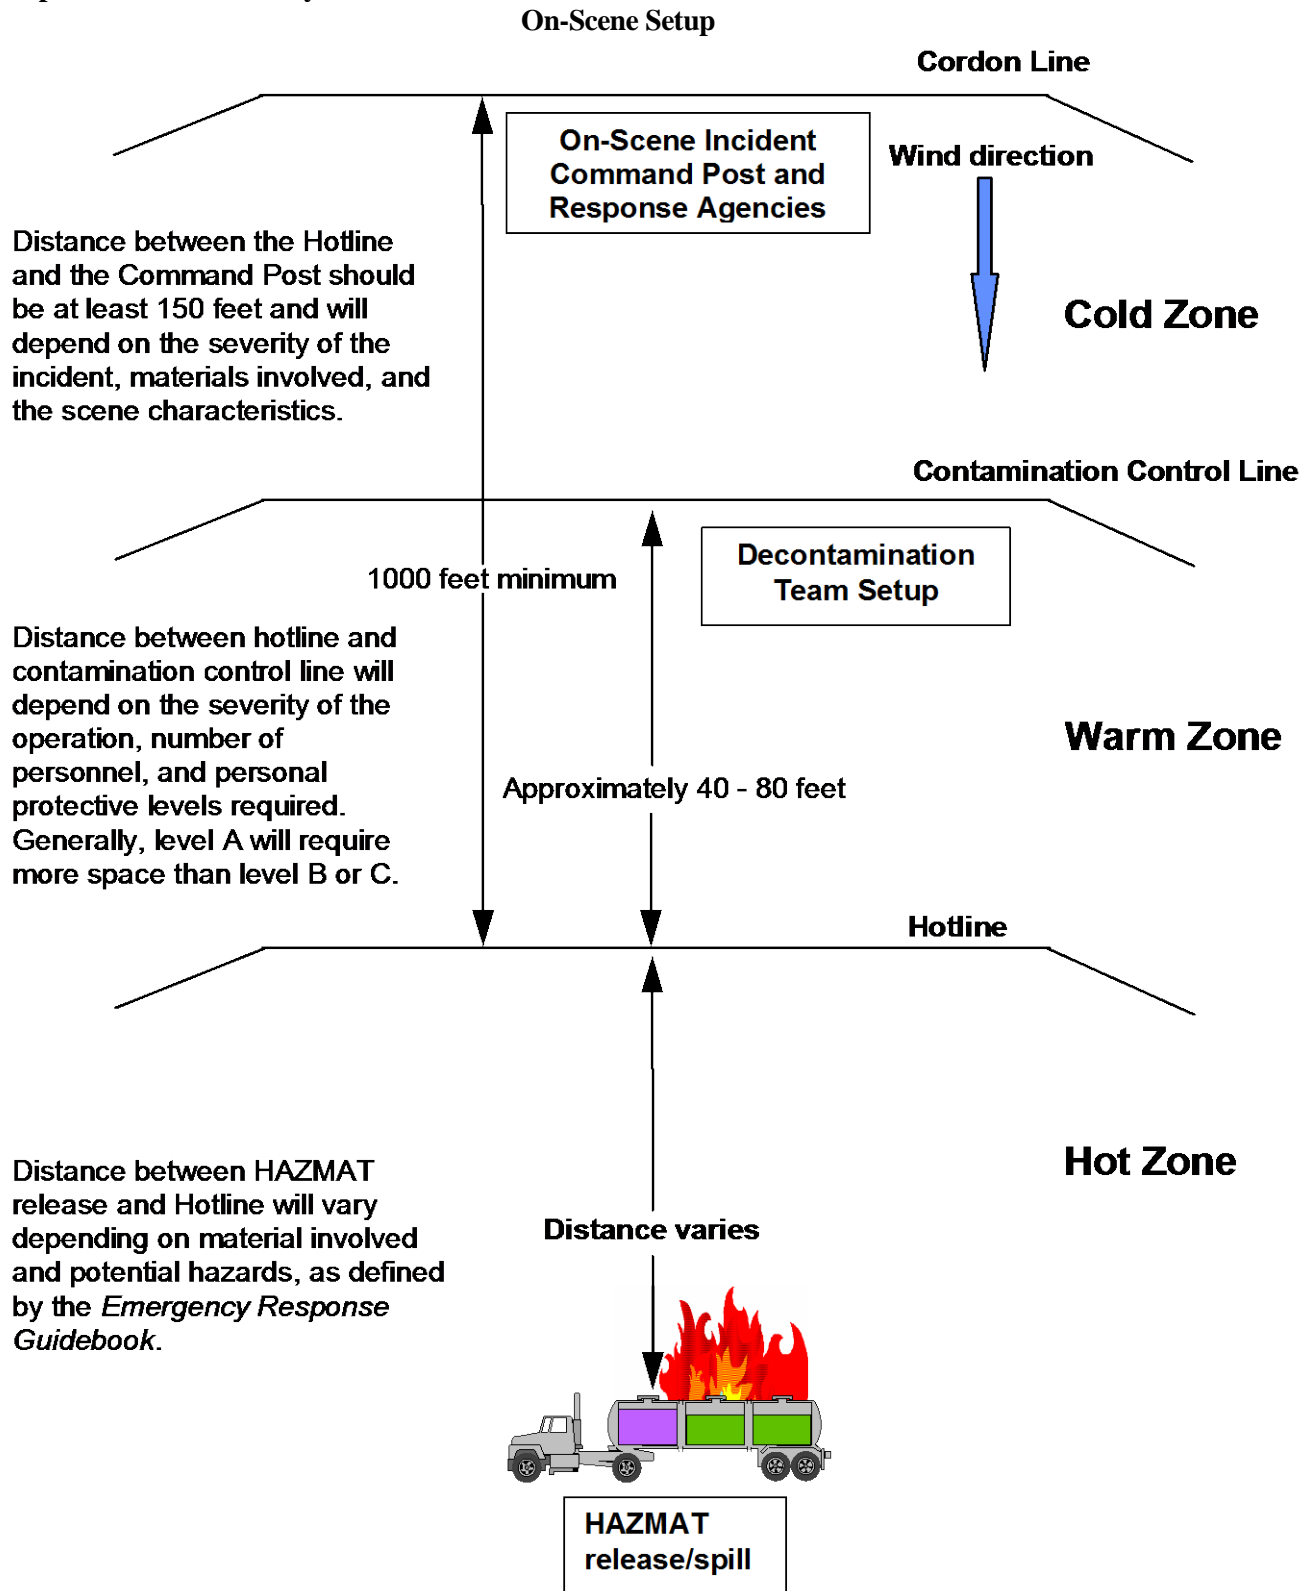 On-Scene Setup
Cordon Line
On-Scene Incident
Command Post and
Response Agencies
Wind direction
Distance between the Hotline
and the Command Post should
be at least 150 feet and will
depend on the severity of the
incident, materials involved, and
the scene characteristics.
Cold Zone
Contamination Control Line
Decontamination
Team Setup
1000 feet minimum
Distance between hotline and
contamination control line will
depend on the severity of the
operation, number of
personnel, and personal
protective levels required.
Generally, level A will require
more space than level B or C.
Warm Zone
Approximately 40 - 80 feet
Hotline
Hot Zone
Distance between HAZMAT
release and Hotline will vary
depending on material involved
and potential hazards, as defined
by the Emergency Response
Guidebook.
Distance varies
HAZMAT
release/spill